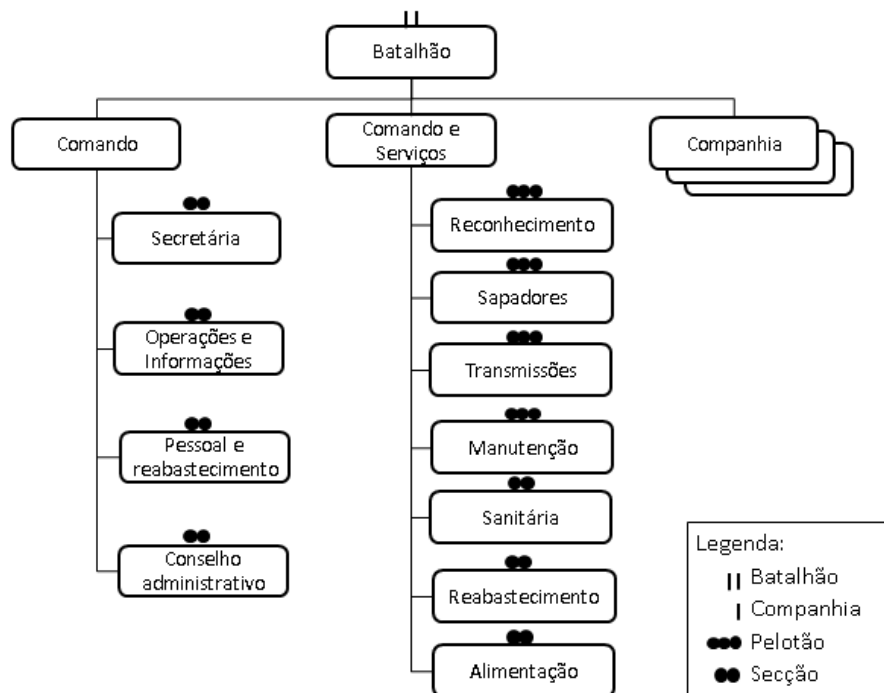 Batalhão
Comando
Comando e
Serviços
Companhia
Secretária
Operações e
Informações
Pessoal e
reabastecimento
Conselho
administrativo
Reconhecimento
Sapadores
Transmissões
Manutenção
Sanitária
Reabastecimento
Alimentação
Legenda:
Batalhão
Companhia
Pelotão
Secção